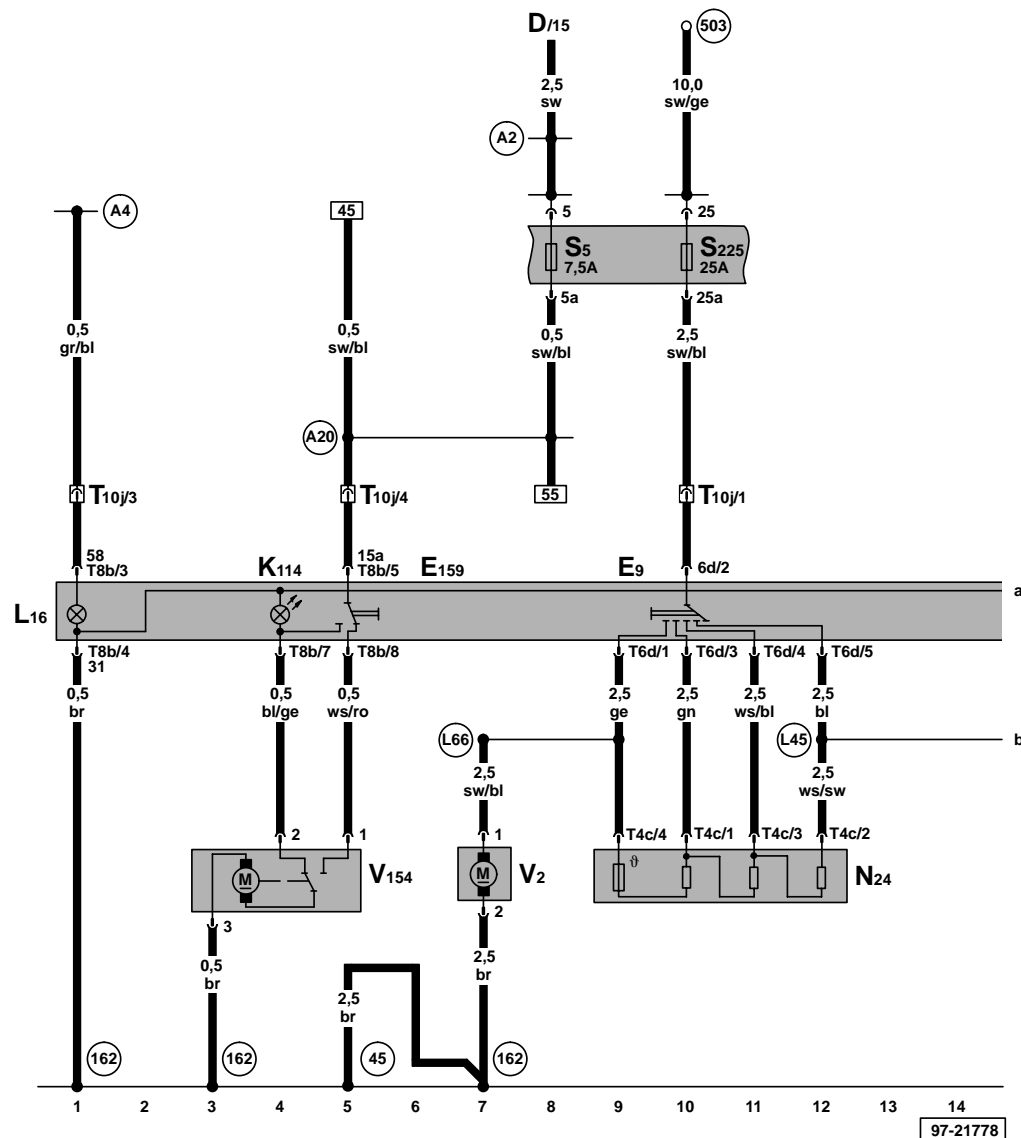 D/15
503
2,5
sw
10,0
sw/ge
A2
A4
45
5
25
S5
7,5A
S225
25A
5a
25a
0,5
gr/bl
0,5
sw/bl
0,5
sw/bl
2,5
sw/bl
A20
T10j/3
T10j/4
55
T10j/1
58
T8b/3
K114
15a
T8b/5
E159
E9
6d/2
a
L16
T8b/4
31
T8b/7
T8b/8
T6d/1
T6d/3
T6d/4
T6d/5
0,5
br
0,5
bl/ge
0,5
ws/ro
2,5
ge
2,5
gn
2,5
ws/bl
2,5
bl
L66
L45
b
2,5
sw/bl
2,5
ws/sw
2
1
1
T4c/4
T4c/1
T4c/3
T4c/2
M
V154
M
V2
ϑ
N24
3
2
0,5
br
2,5
br
2,5
br
162
162
45
162
1 2 3 4 5 6 7 8 9 10 11 12 13 14
97-21778